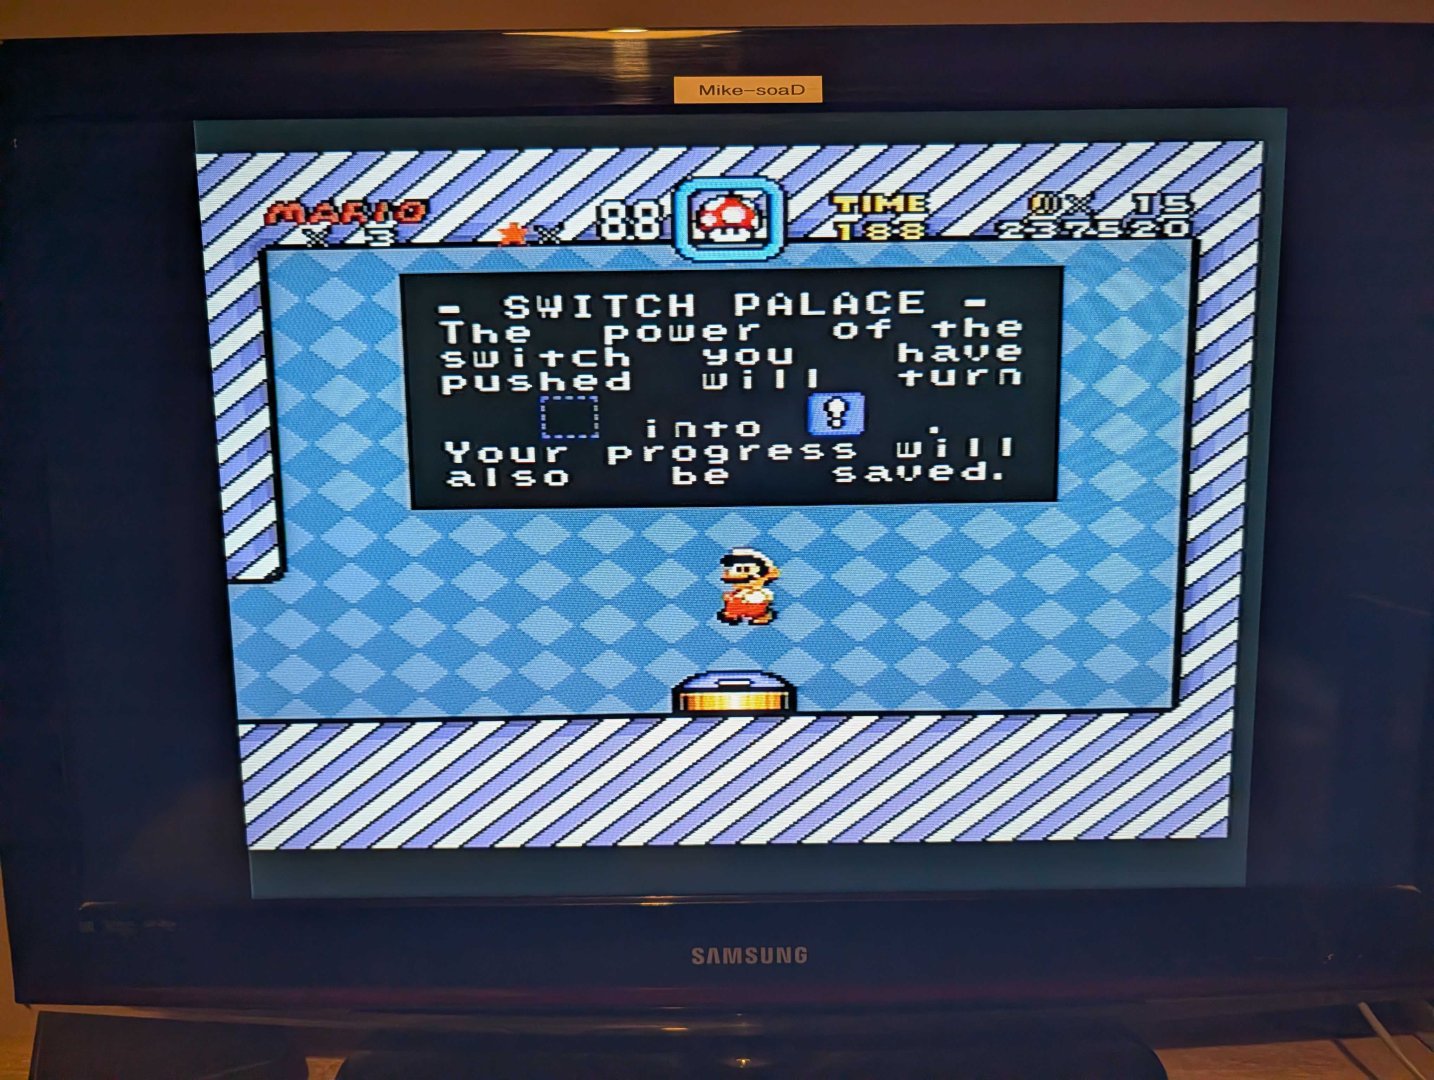 Mike-soaD
MARIO TIME × 15
× 3 ★× 88 188 237520
- SWITCH PALACE -
The power of the
switch you have
pushed will turn
into ! .
Your progress will
also be saved.
SAMSUNG